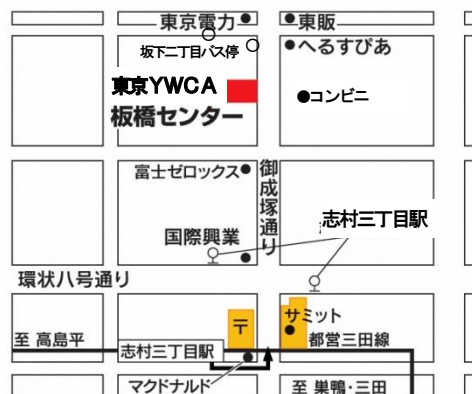 東京電力
東販
坂下二丁目バス停
へるすぴあ
東京YWCA
板橋センター
コンビニ
富士ゼロックス
御成塚通り
志村三丁目駅
国際興業
環状八号通り
サミット
〒
至 高島平
都営三田線
志村三丁目駅
マクドナルド
至 巣鴨・三田